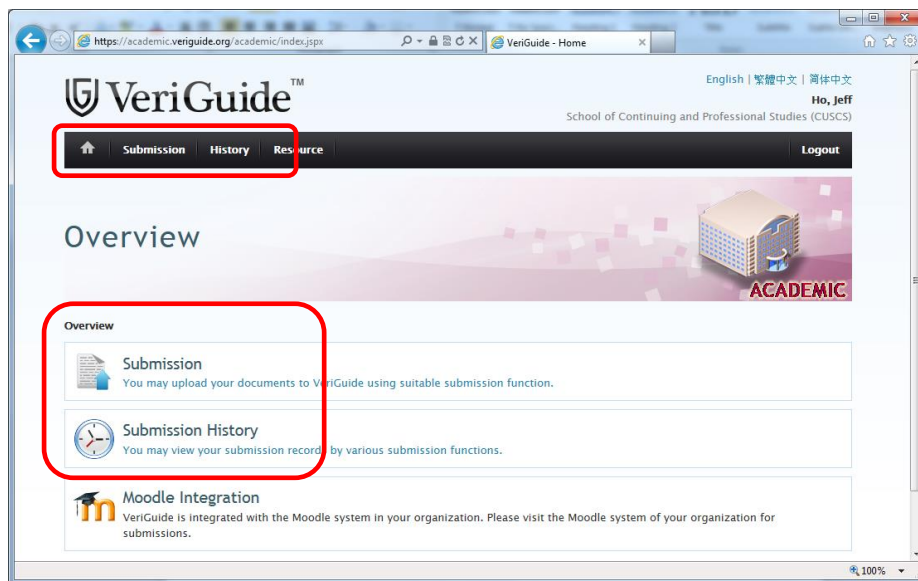 https://academic.veriguide.org/academic/index.jspx
VeriGuide - Home
VeriGuide™
English | 繁體中文 | 简体中文
Ho, Jeff
School of Continuing and Professional Studies (CUSCS)
Submission History Resource Logout
Overview
ACADEMIC
Overview
Submission
You may upload your documents to VeriGuide using suitable submission function.
Submission History
You may view your submission records by various submission functions.
Moodle Integration
VeriGuide is integrated with the Moodle system in your organization. Please visit the Moodle system of your organization for
submissions.
100%